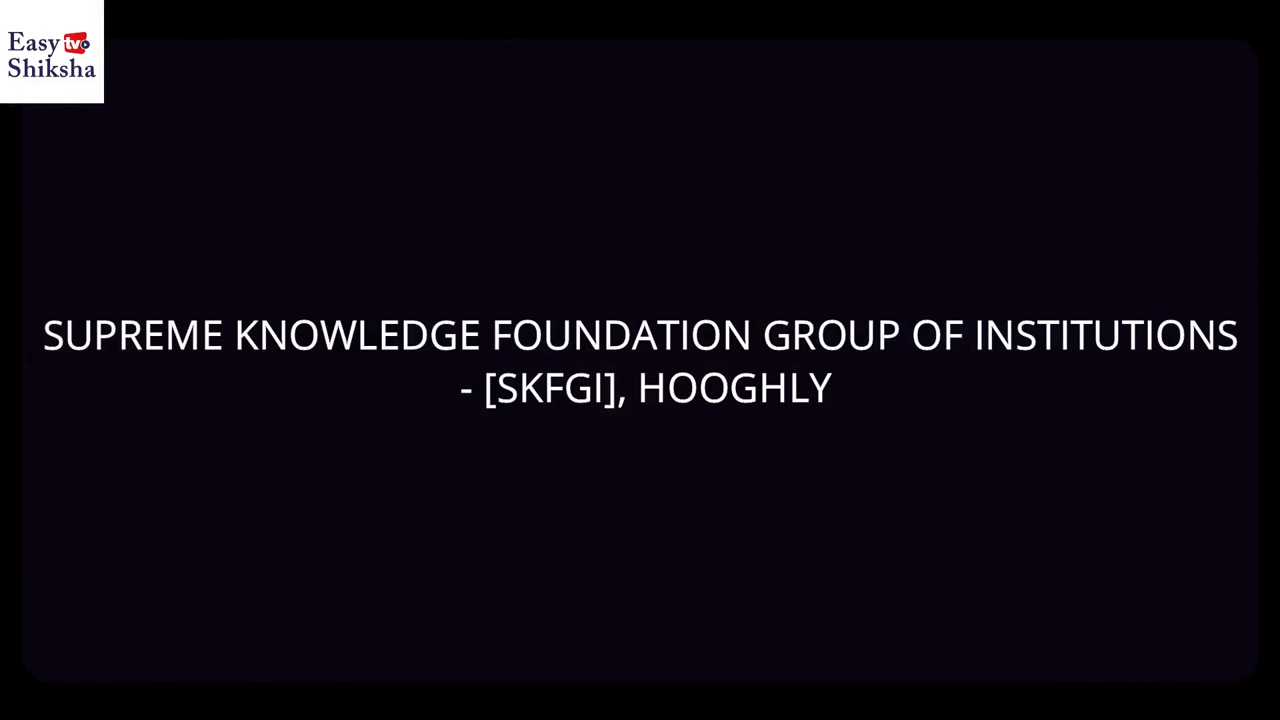 Easy tv
Shiksha
SUPREME KNOWLEDGE FOUNDATION GROUP OF INSTITUTIONS
- [SKFGI], HOOGHLY